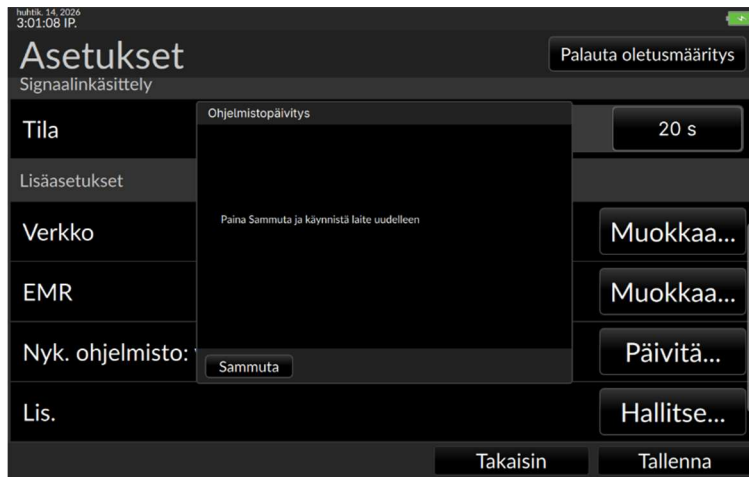 huhtik. 14, 2026
3:01:08 IP.
Asetukset
Palauta oletusmääritys
Signaalinkäsittely
Tila
20 s
Lisäasetukset
Verkko
Muokkaa...
EMR
Muokkaa...
Nyk. ohjelmisto:
Päivitä...
Lis.
Hallitse...
Takaisin
Tallenna
Ohjelmistopäivitys
Paina Sammuta ja käynnistä laite uudelleen
Sammuta